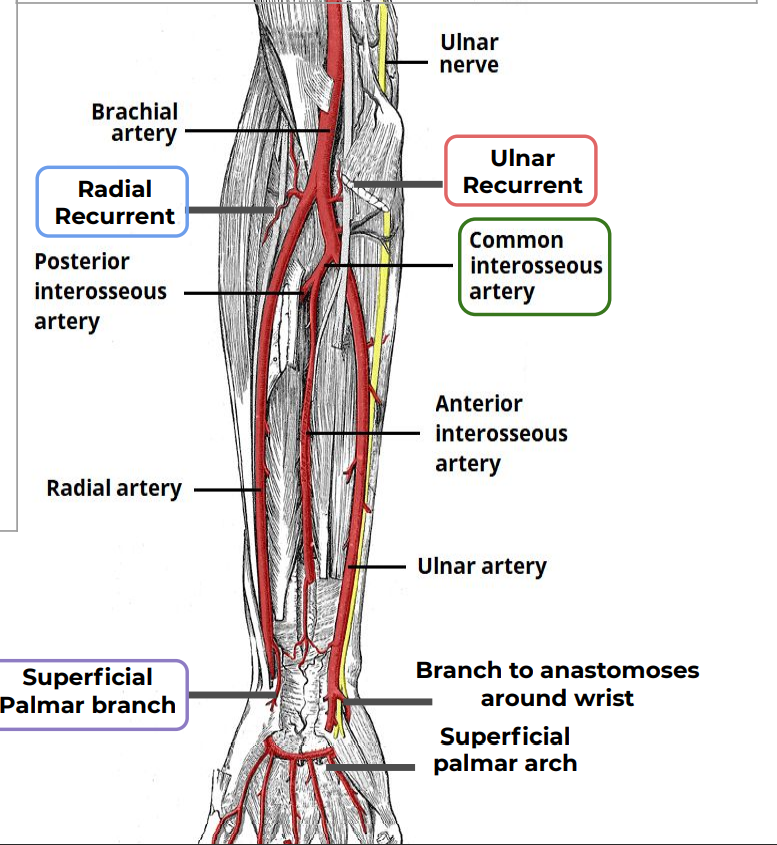 Ulnar
nerve
Brachial
artery
Ulnar
Recurrent
Radial
Recurrent
Common
interosseous
artery
Posterior
interosseous
artery
Anterior
interosseous
artery
Radial artery
Ulnar artery
Superficial
Palmar branch
Branch to anastomoses
around wrist
Superficial
palmar arch